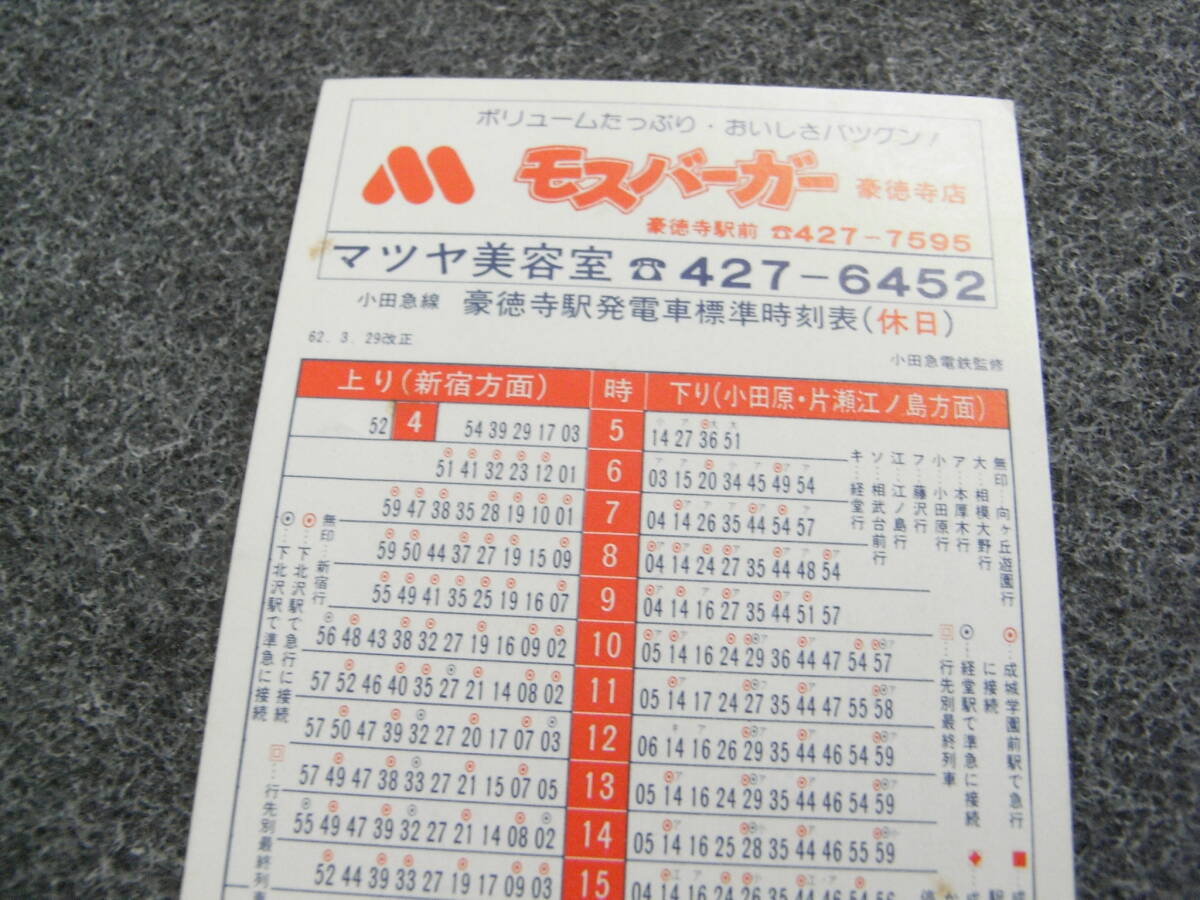 ボリュームたっぷり・おいしさバツグン!
モスバーガー 豪徳寺店
豪徳寺駅前 ☎427-7595
マツヤ美容室 ☎427-6452
小田急線 豪徳寺駅発電車標準時刻表(休日)
62. 3. 29改正
小田急電鉄監修
上り(新宿方面) 時 下り(小田原・片瀬江ノ島方面)
52 4 54 39 29 17 03 5 14 27 36 51
51 41 32 23 12 01 6 03 15 20 34 45 49 54
59 47 38 35 28 19 10 01 7 04 14 26 35 44 54 57
59 50 44 37 27 19 15 09 8 04 14 24 27 35 44 48 54
55 49 41 35 25 19 16 07 9 04 14 16 27 35 44 51 57
56 48 43 38 32 27 19 16 09 02 10 05 14 16 24 29 36 44 47 54 57
57 52 46 40 35 27 21 14 08 02 11 05 14 17 24 27 35 44 47 55 58
57 50 47 39 32 27 20 17 07 03 12 06 14 16 26 29 35 44 46 54 59
57 49 47 38 33 27 21 15 07 05 13 05 14 16 24 29 35 44 46 54 59
55 49 47 39 32 27 21 14 08 02 14 05 14 16 25 28 35 44 46 55 59
52 44 39 33 27 19 17 09 03 15
無印…向ヶ丘遊園行
大…相模大野行
ア…本厚木行
小…小田原行
フ…藤沢行
江…江ノ島行
ソ…相武台前行
キ…経堂行
◎…成城学園前駅で急行に接続
◎…経堂駅で準急に接続
□…行先別最終列車
無印…新宿行
◎…下北沢駅で急行に接続
◎…下北沢駅で準急に接続
□…行先別最終列車